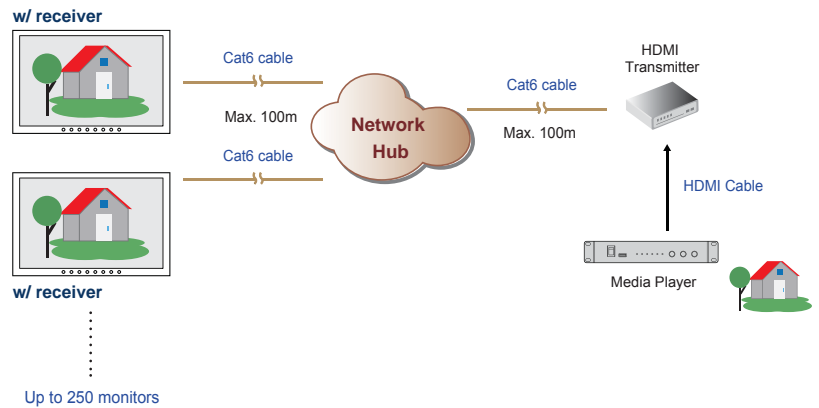 w/ receiver
Cat6 cable
Max. 100m
Cat6 cable
Network
Hub
Cat6 cable
Max. 100m
HDMI
Transmitter
HDMI Cable
Media Player
w/ receiver
Up to 250 monitors